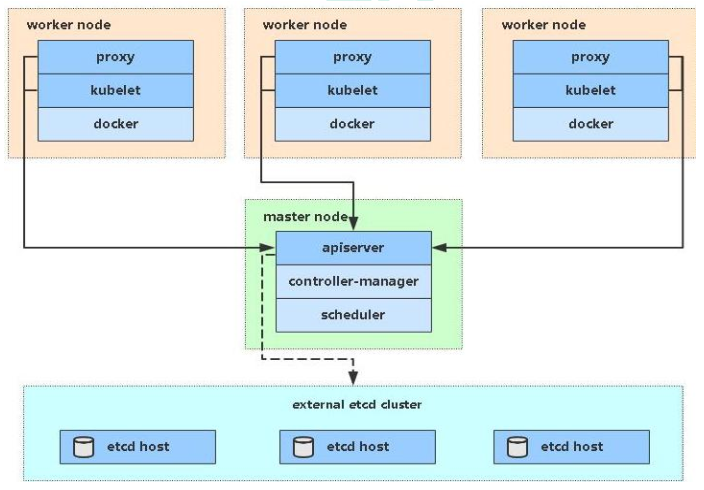 worker node
proxy
kubelet
docker
worker node
proxy
kubelet
docker
worker node
proxy
kubelet
docker
master node
apiserver
controller-manager
scheduler
external etcd cluster
etcd host
etcd host
etcd host